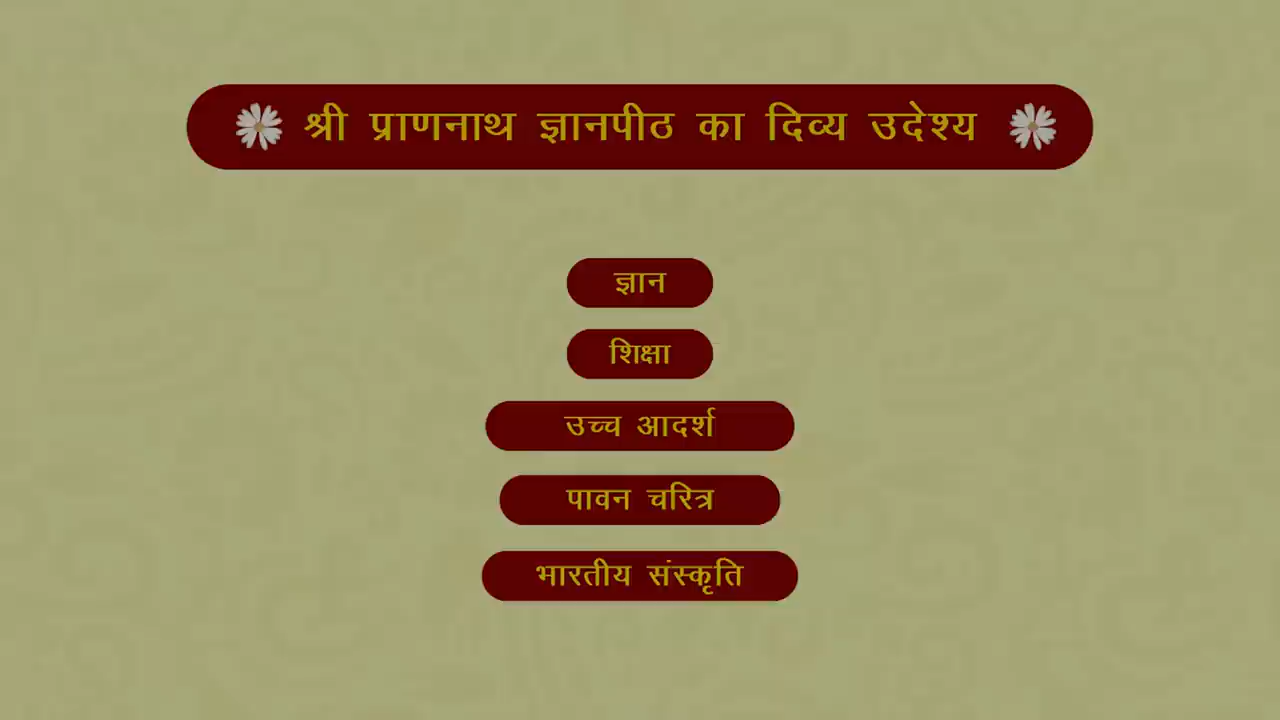 श्री प्राणनाथ ज्ञानपीठ का दिव्य उदेश्य
ज्ञान
शिक्षा
उच्च आदर्श
पावन चरित्र
भारतीय संस्कृति